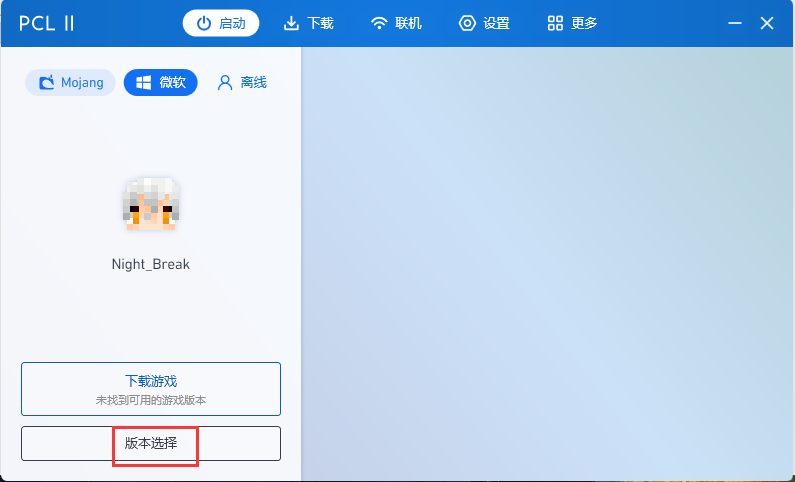 PCL II
启动
下载
联机
设置
更多
Mojang
微软
离线
Night_Break
下载游戏
未找到可用的游戏版本
版本选择